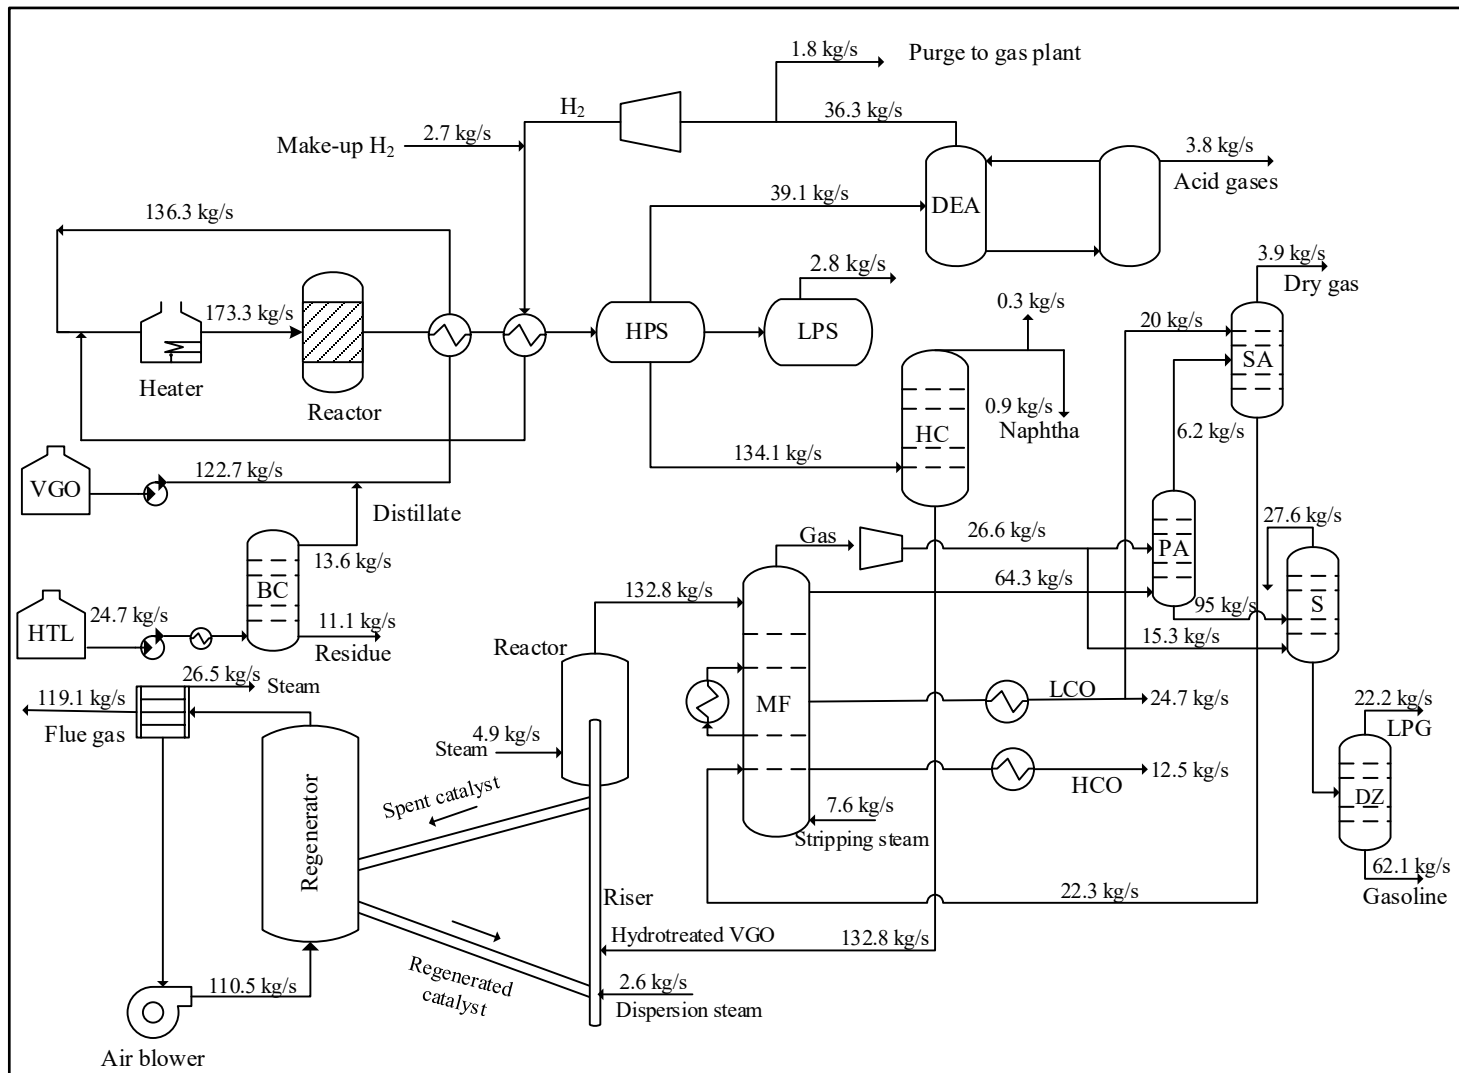 1.8 kg/s
Purge to gas plant
H2
36.3 kg/s
Make-up H2
2.7 kg/s
3.8 kg/s
Acid gases
DEA
39.1 kg/s
136.3 kg/s
2.8 kg/s
3.9 kg/s
Dry gas
0.3 kg/s
173.3 kg/s
20 kg/s
HPS
LPS
SA
Heater
Reactor
0.9 kg/s
Naphtha
HC
6.2 kg/s
122.7 kg/s
134.1 kg/s
VGO
Distillate
27.6 kg/s
Gas
26.6 kg/s
PA
13.6 kg/s
BC
132.8 kg/s
64.3 kg/s
95 kg/s
S
24.7 kg/s
HTL
11.1 kg/s
Residue
15.3 kg/s
Reactor
26.5 kg/s
Steam
119.1 kg/s
Flue gas
LCO
24.7 kg/s
MF
22.2 kg/s
LPG
4.9 kg/s
Steam
HCO
12.5 kg/s
Spent catalyst
7.6 kg/s
Stripping steam
DZ
Regenerator
62.1 kg/s
Gasoline
Riser
22.3 kg/s
Hydrotreated VGO
132.8 kg/s
Regenerated
catalyst
2.6 kg/s
Dispersion steam
110.5 kg/s
Air blower